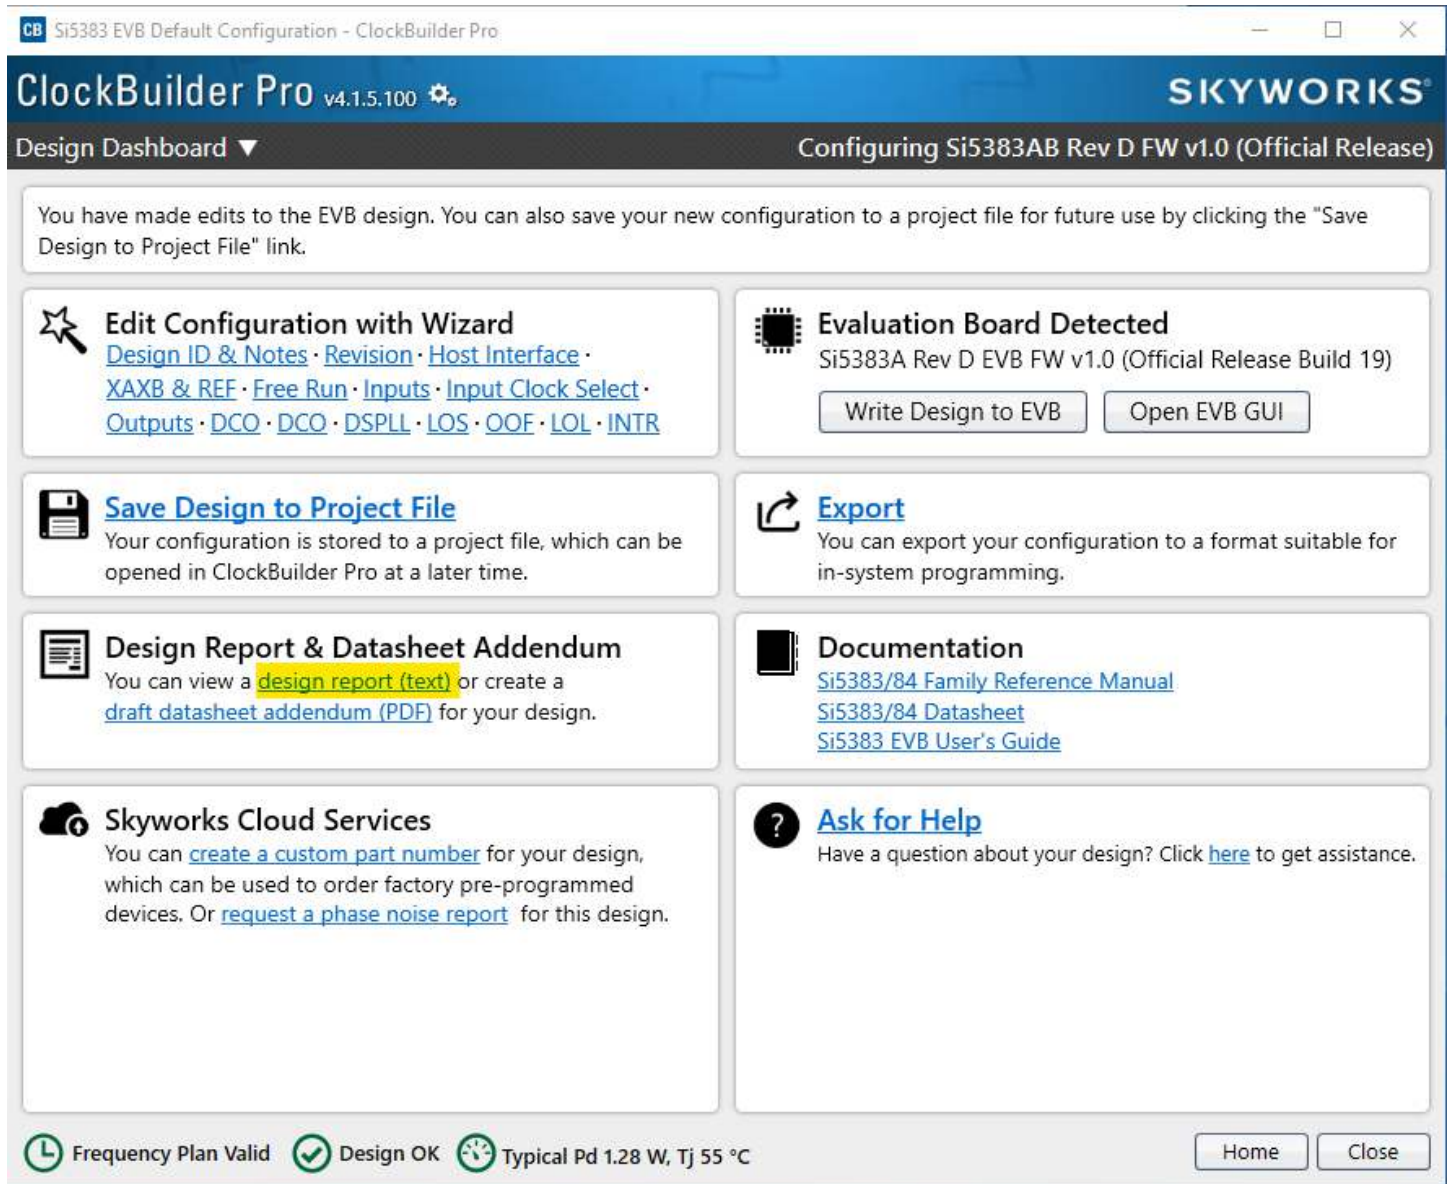 CB Si5383 EVB Default Configuration - ClockBuilder Pro
ClockBuilder Pro v4.1.5.100
SKYWORKS
Design Dashboard ▼
Configuring Si5383AB Rev D FW v1.0 (Official Release)
You have made edits to the EVB design. You can also save your new configuration to a project file for future use by clicking the "Save
Design to Project File" link.
Edit Configuration with Wizard
Design ID & Notes · Revision · Host Interface ·
XAXB & REF · Free Run · Inputs · Input Clock Select ·
Outputs · DCO · DCO · DSPLL · LOS · OOF · LOL · INTR
Evaluation Board Detected
Si5383A Rev D EVB FW v1.0 (Official Release Build 19)
Write Design to EVB
Open EVB GUI
Save Design to Project File
Your configuration is stored to a project file, which can be
opened in ClockBuilder Pro at a later time.
Export
You can export your configuration to a format suitable for
in-system programming.
Design Report & Datasheet Addendum
You can view a design report (text) or create a
draft datasheet addendum (PDF) for your design.
Documentation
Si5383/84 Family Reference Manual
Si5383/84 Datasheet
Si5383 EVB User's Guide
Skyworks Cloud Services
You can create a custom part number for your design,
which can be used to order factory pre-programmed
devices. Or request a phase noise report for this design.
? Ask for Help
Have a question about your design? Click here to get assistance.
Frequency Plan Valid
Design OK
Typical Pd 1.28 W, Tj 55 °C
Home
Close